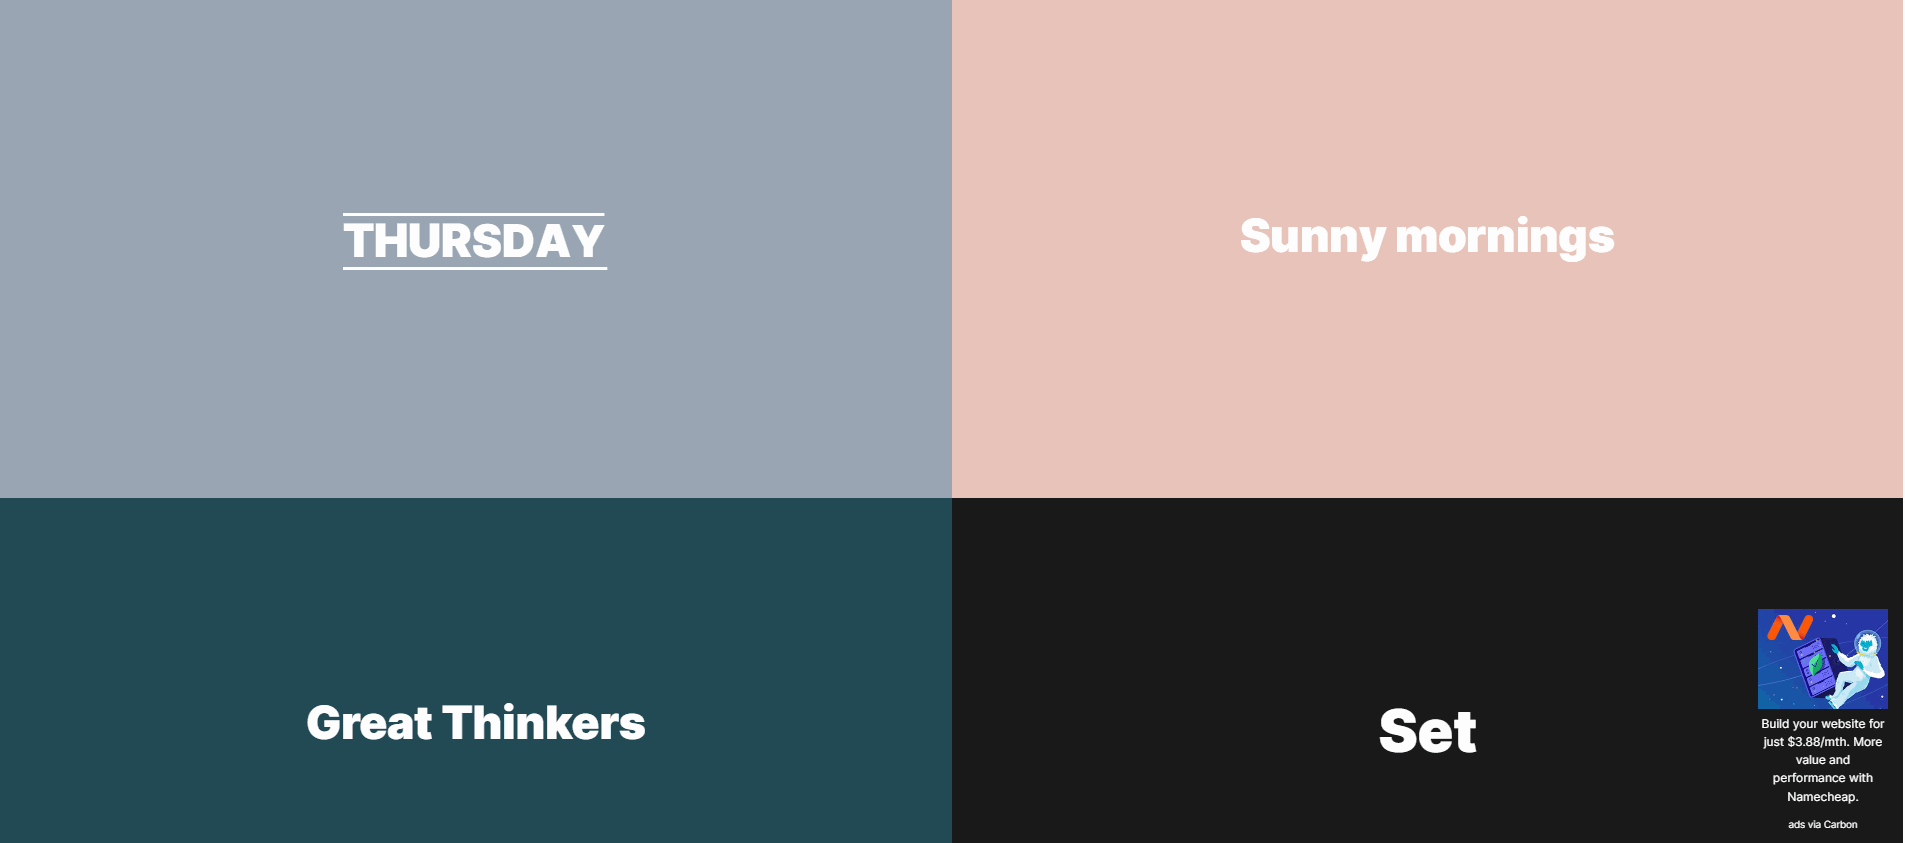 THURSDAY
Sunny mornings
Great Thinkers
Set
Build your website for
just $3.88/mth. More
value and
performance with
Namecheap.
ads via Carbon